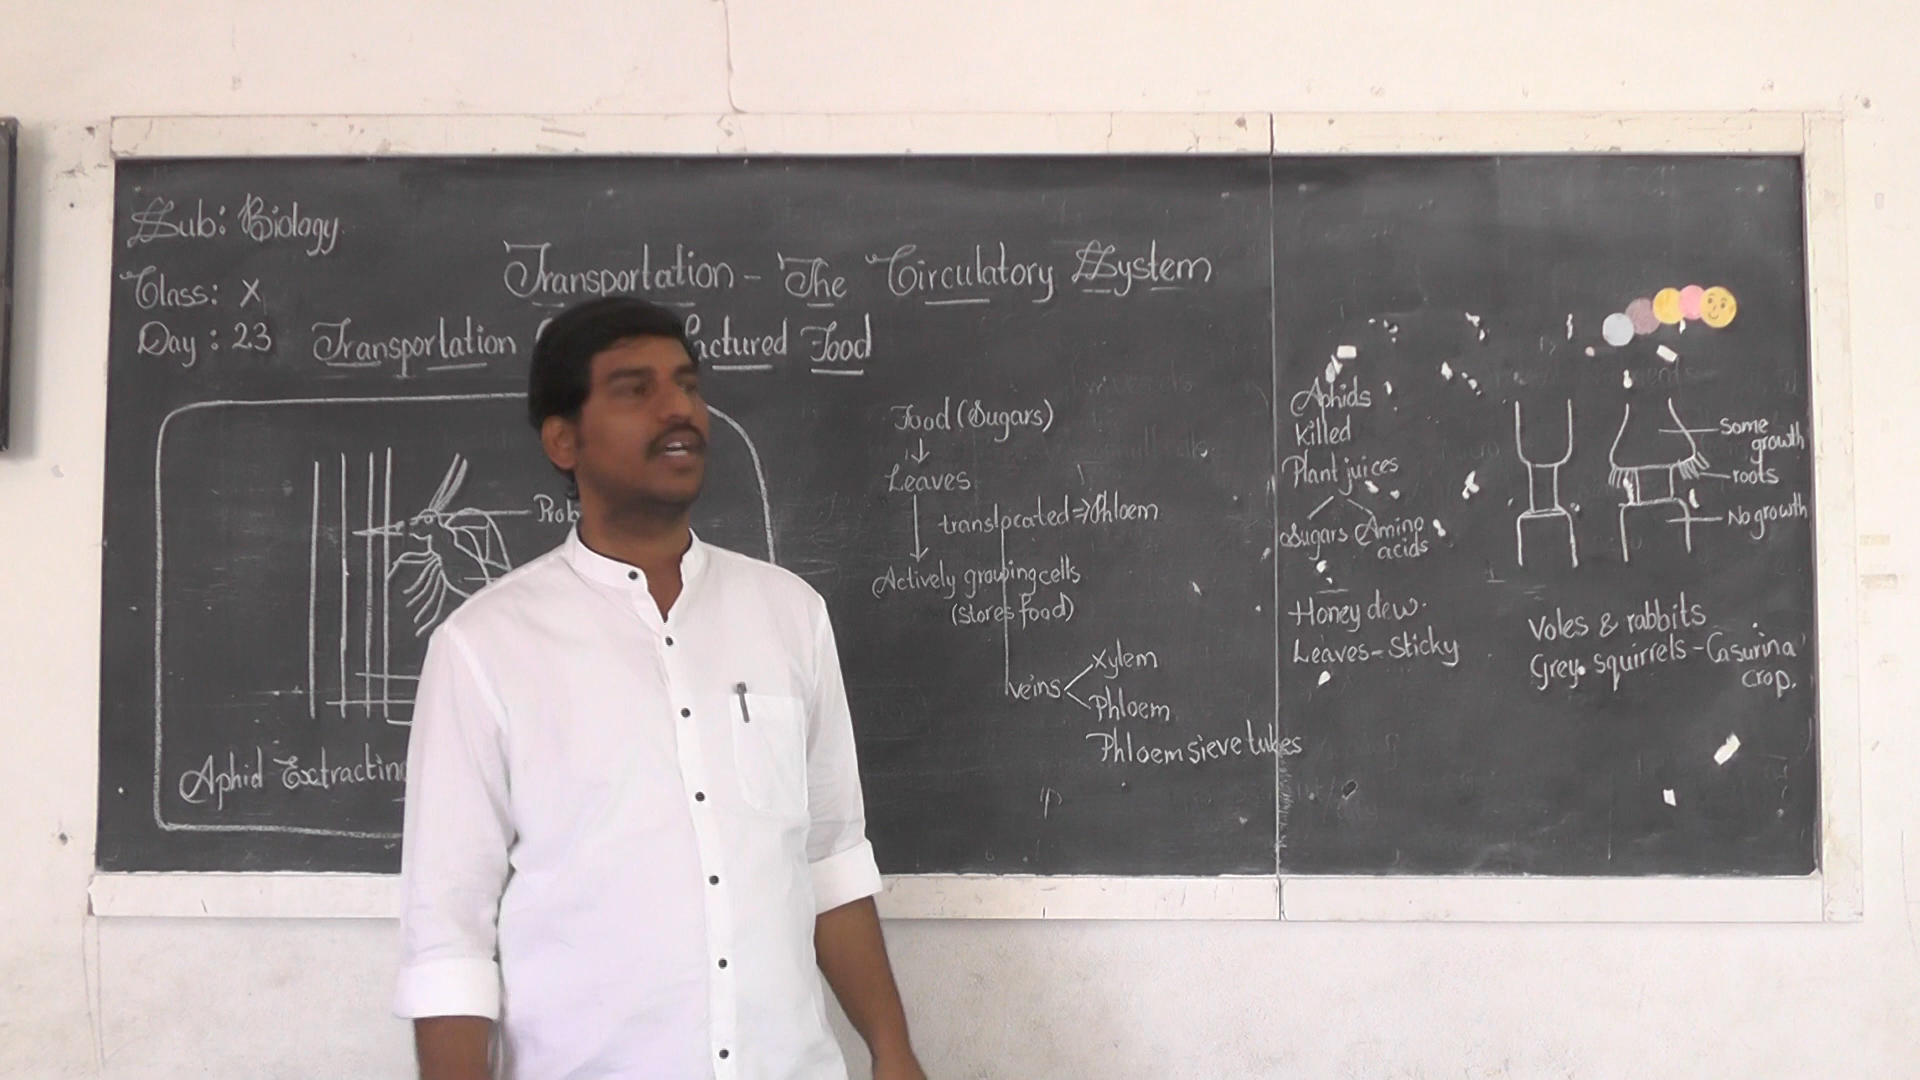 Sub: Biology
Class: X
Day: 23
Transportation - The Circulatory System
Transportation
actured Food
Aphid Extracting
Food (Sugars)
↓
Leaves
↓
translocated => Phloem
Actively growing cells
(stores food)
veins
Xylem
Phloem
Phloem sieve tubes
Aphids
Killed
Plant juices
Sugars Amino
acids
Honey dew.
Leaves - Sticky
Some
growth
roots
No growth
Voles & rabbits
Grey squirrels - Casurina
crop.